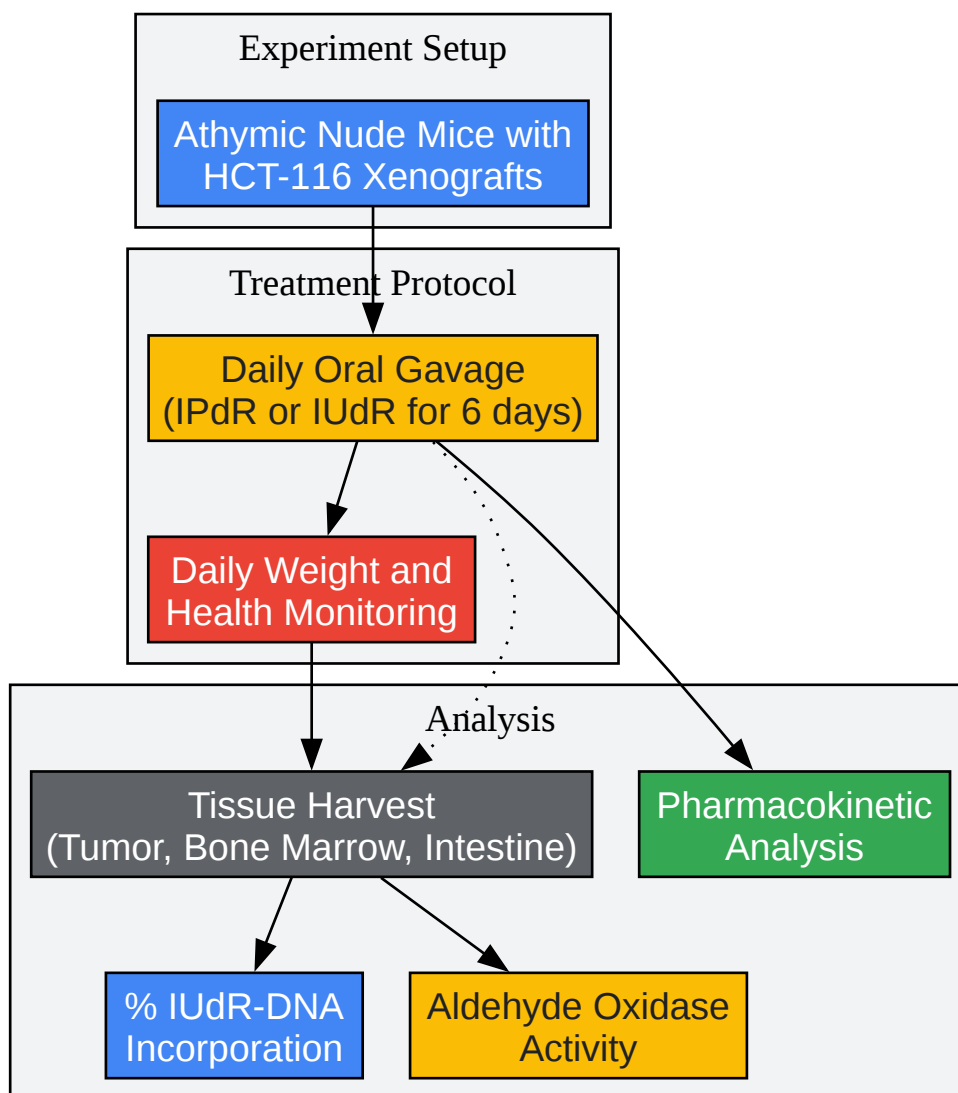 Experiment Setup
Athymic Nude Mice with
HCT-116 Xenografts
Treatment Protocol
Daily Oral Gavage
(IPdR or IUdR for 6 days)
Daily Weight and
Health Monitoring
Analysis
Tissue Harvest
(Tumor, Bone Marrow, Intestine)
Pharmacokinetic
Analysis
% IUdR-DNA
Incorporation
Aldehyde Oxidase
Activity